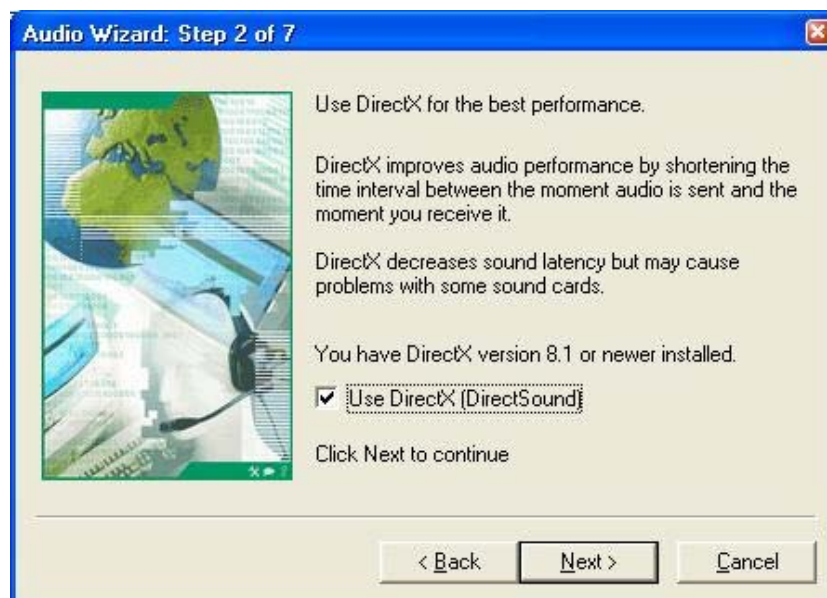 Audio Wizard: Step 2 of 7
Use DirectX for the best performance.
DirectX improves audio performance by shortening the
time interval between the moment audio is sent and the
moment you receive it.
DirectX decreases sound latency but may cause
problems with some sound cards.
You have DirectX version 8.1 or newer installed.
Use DirectX (DirectSound)
Click Next to continue
< Back
Next >
Cancel